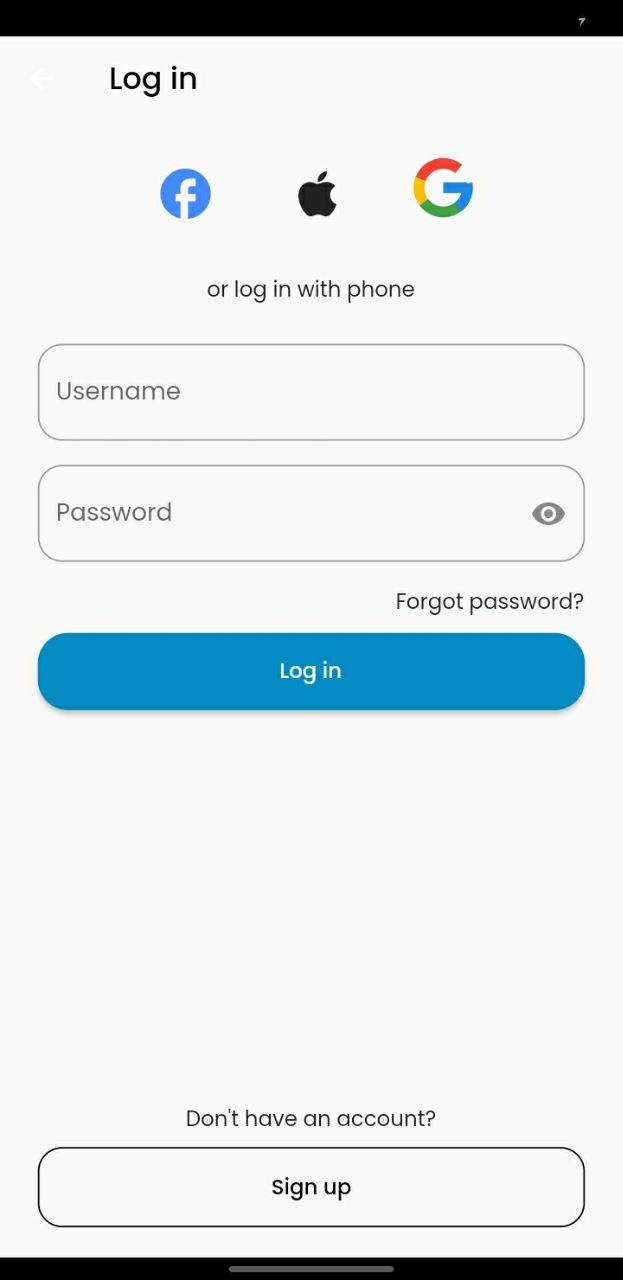 Log in
or log in with phone
Username
Password
Forgot password?
Log in
Don't have an account?
Sign up